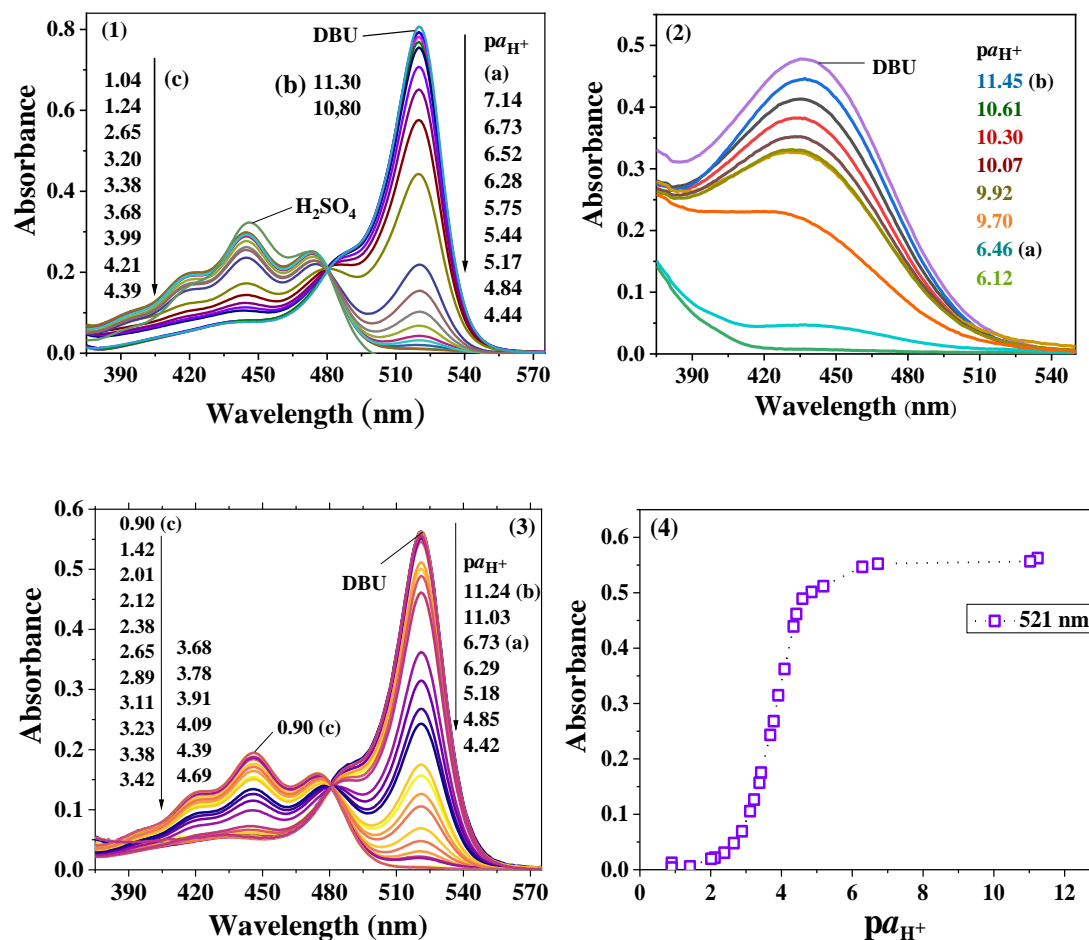 (1)
DBU
pa_H+
(a)
7.14
6.73
6.52
6.28
5.75
5.44
5.17
4.84
4.44
(b) 11.30
10,80
(c)
1.04
1.24
2.65
3.20
3.38
3.68
3.99
4.21
4.39
H2SO4
0.8
0.6
0.4
0.2
0.0
Absorbance
390 420 450 480 510 540 570
Wavelength (nm)
(2)
DBU
pa_H+
11.45 (b)
10.61
10.30
10.07
9.92
9.70
6.46 (a)
6.12
0.5
0.4
0.3
0.2
0.1
0.0
Absorbance
390 420 450 480 510 540
Wavelength (nm)
(3)
0.90 (c)
1.42
2.01
2.12
2.38
2.65
2.89
3.11
3.23
3.38
3.42
3.68
3.78
3.91
4.09
4.39
4.69
DBU
pa_H+
11.24 (b)
11.03
6.73 (a)
6.29
5.18
4.85
4.42
0.90 (c)
0.6
0.5
0.4
0.3
0.2
0.1
0.0
Absorbance
390 420 450 480 510 540 570
Wavelength (nm)
(4)
521 nm
0.6
0.5
0.4
0.3
0.2
0.1
0.0
Absorbance
0 2 4 6 8 10 12
pa_H+